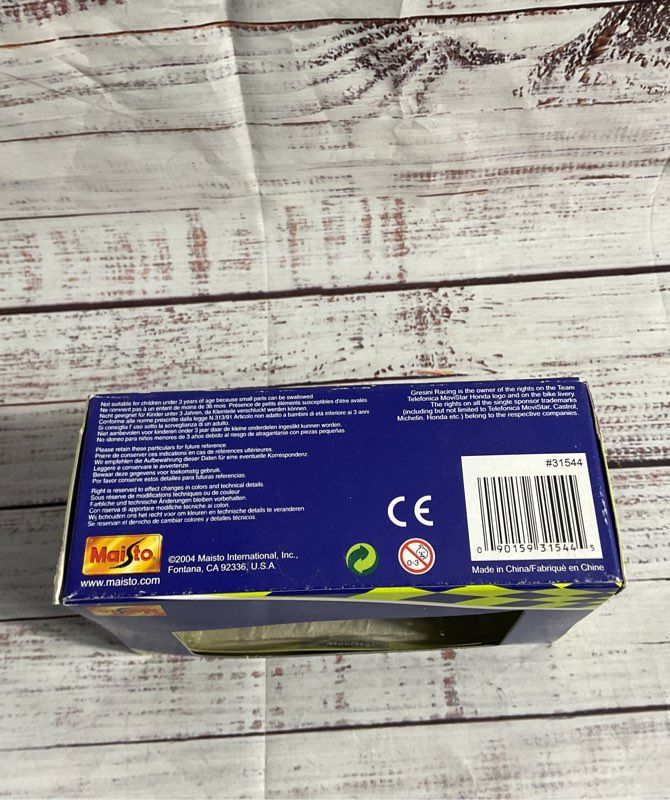 Not suitable for children under 3 years of age because small parts can be swallowed.
Ne convient pas à un enfant de moins de 36 mois. Présence de petits éléments susceptibles d'être avalés
Nicht geeignet für Kinder unter 3 Jahren, da Kleinteile verschluckt werden können.
Conforme alle norme prescritte dalla legge N.313/91 Articolo non adatto a bambini di età inferiore ai 3 anni.
Si consiglia l'uso sotto la sorveglianza di un adulto.
Niet aanbevolen voor kinderen onder 3 jaar daar de kleine onderdelen ingeslikt kunnen worden.
No idoneo para niños menores de 3 años debido al riesgo de atragantarse con piezas pequeñas.
Please retain these particulars for future reference.
Prière de conserver ces indications en cas de références ultérieures.
Wir empfehlen die Aufbewahrung dieser Daten für eine eventuelle Korrespondenz.
Leggere e conservare le avvertenze.
Bewaar deze gegevens voor toekomstig gebruik.
Por favor conserve estos detalles para futuras referencias.
Right is reserved to effect changes in colors and technical details.
Sous réserve de modifications techniques ou de couleur
Farbliche und technische Änderungen bleiben vorbehalten.
Con riserva di apportare modifiche tecniche ai colori.
Wij behouden ons het recht voor om kleuren en technische details te veranderen
Se reservan el derecho de cambiar colores y detalles técnicos.
Gresini Racing is the owner of the rights on the Team
Telefonica MoviStar Honda logo and on the bike livery.
The rights on all the single sponsor trademarks
(including but not limited to Telefonica MoviStar, Castrol,
Michelin, Honda etc.) belong to the respective companies.
#31544
0 90159 31544 5
Made in China/Fabriqué en Chine
CE
0-3
Maisto
www.maisto.com
©2004 Maisto International, Inc.,
Fontana, CA 92336, U.S.A.
MoviStar